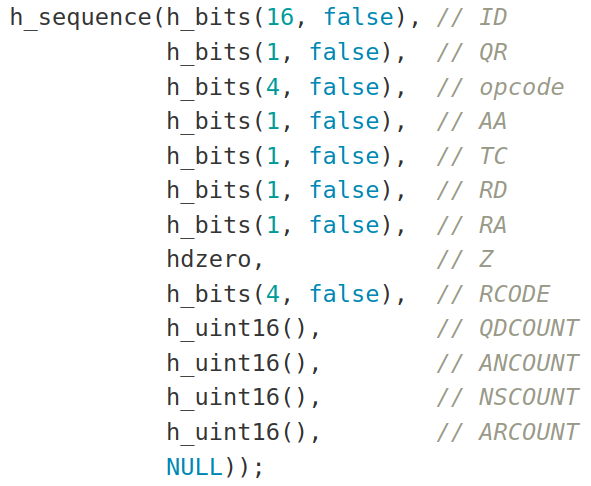 h_sequence(h_bits(16, false), // ID
h_bits(1, false), // QR
h_bits(4, false), // opcode
h_bits(1, false), // AA
h_bits(1, false), // TC
h_bits(1, false), // RD
h_bits(1, false), // RA
hdzero, // Z
h_bits(4, false), // RCODE
h_uint16(), // QDCOUNT
h_uint16(), // ANCOUNT
h_uint16(), // NSCOUNT
h_uint16(), // ARCOUNT
NULL));